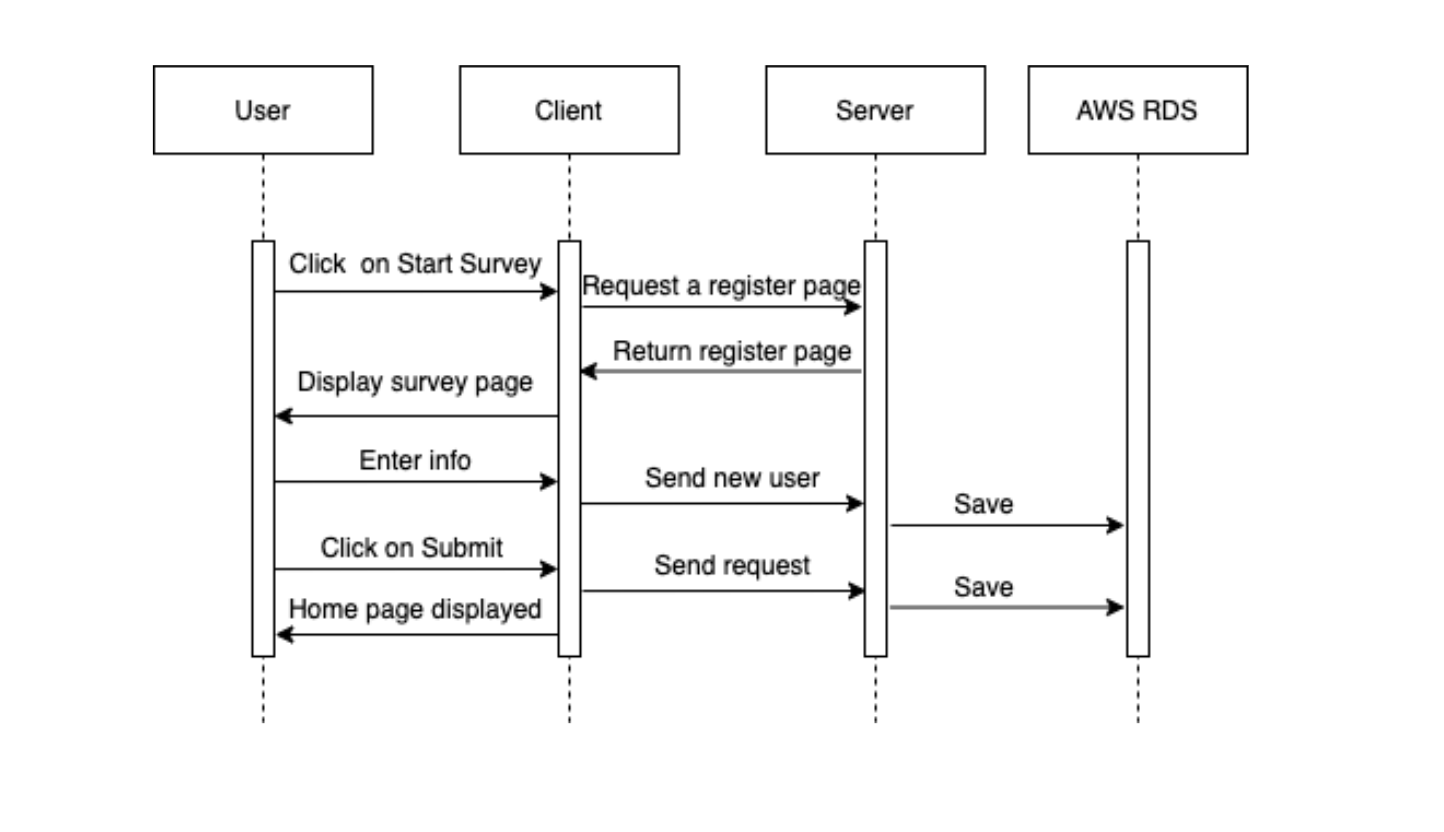 User
Client
Server
AWS RDS
Click  on Start Survey
Request a register page
Return register page
Display survey page
Enter info
Send new user
Save
Click on Submit
Send request
Save
Home page displayed